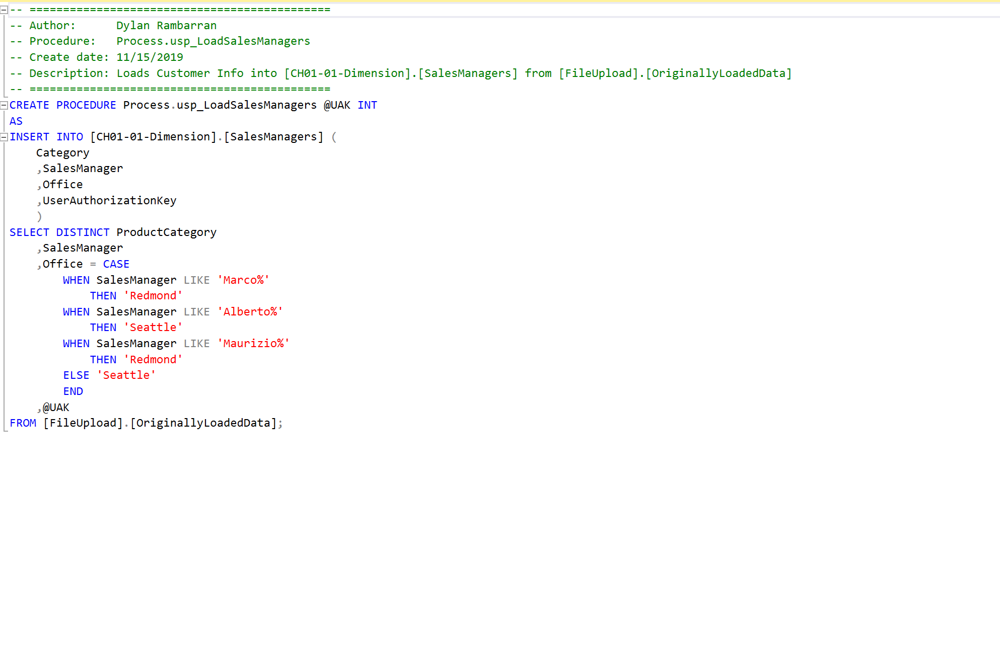 -- =============================================
-- Author:      Dylan Rambarran
-- Procedure:   Process.usp_LoadSalesManagers
-- Create date: 11/15/2019
-- Description: Loads Customer Info into [CH01-01-Dimension].[SalesManagers] from [FileUpload].[OriginallyLoadedData]
-- =============================================
CREATE PROCEDURE Process.usp_LoadSalesManagers @UAK INT
AS
INSERT INTO [CH01-01-Dimension].[SalesManagers] (
    Category
    ,SalesManager
    ,Office
    ,UserAuthorizationKey
    )
SELECT DISTINCT ProductCategory
    ,SalesManager
    ,Office = CASE
        WHEN SalesManager LIKE 'Marco%'
            THEN 'Redmond'
        WHEN SalesManager LIKE 'Alberto%'
            THEN 'Seattle'
        WHEN SalesManager LIKE 'Maurizio%'
            THEN 'Redmond'
        ELSE 'Seattle'
        END
    ,@UAK
FROM [FileUpload].[OriginallyLoadedData];